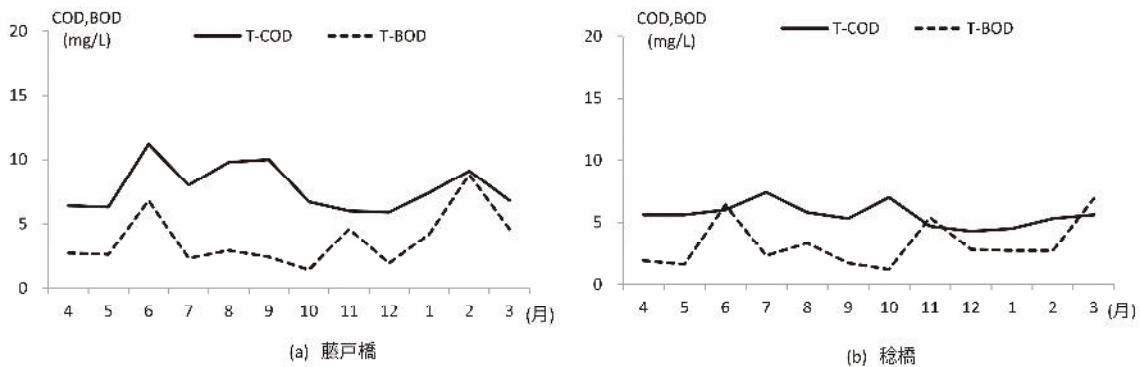 COD,BOD
(mg/L)
T-COD
T-BOD
20
15
10
5
0
4 5 6 7 8 9 10 11 12 1 2 3 (月)
(a) 藤戸橋
COD,BOD
(mg/L)
T-COD
T-BOD
20
15
10
5
0
4 5 6 7 8 9 10 11 12 1 2 3 (月)
(b) 稔橋